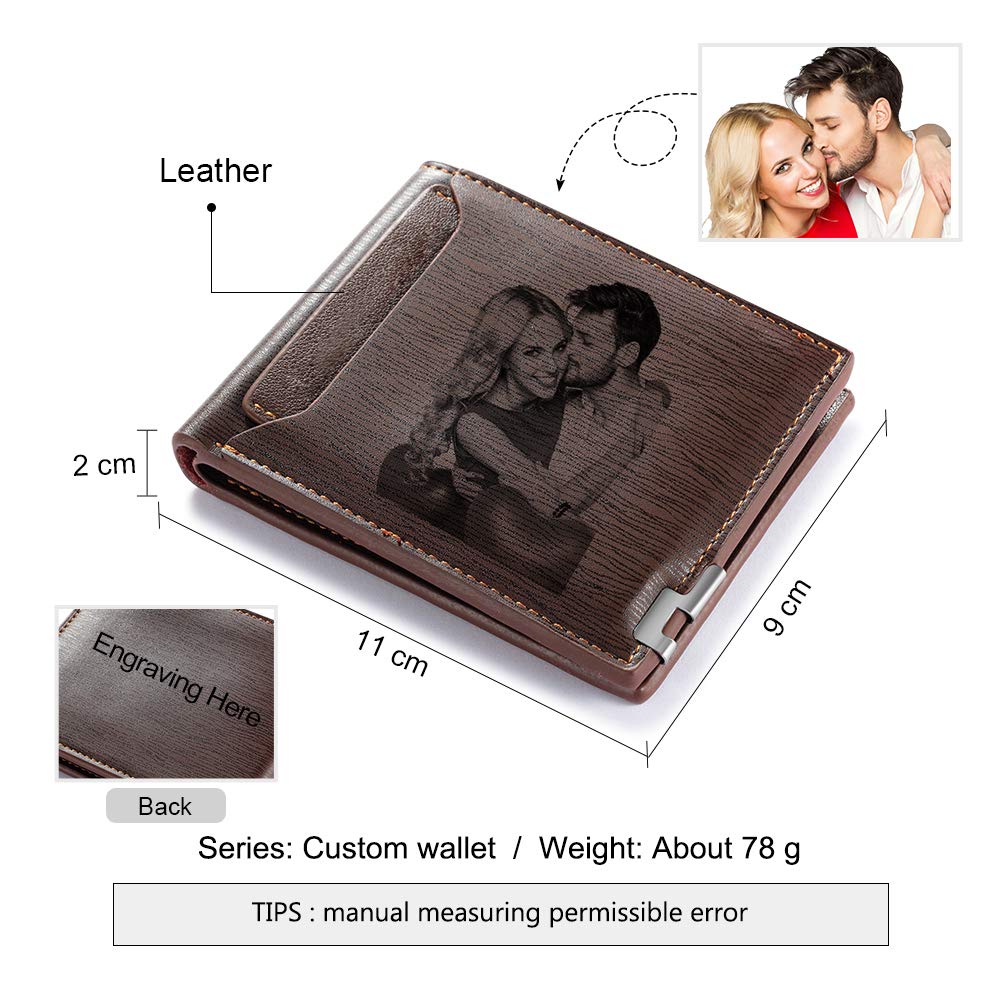 Leather
2 cm
11 cm
9 cm
Engraving Here
Back
Series: Custom wallet / Weight: About 78 g
TIPS : manual measuring permissible error